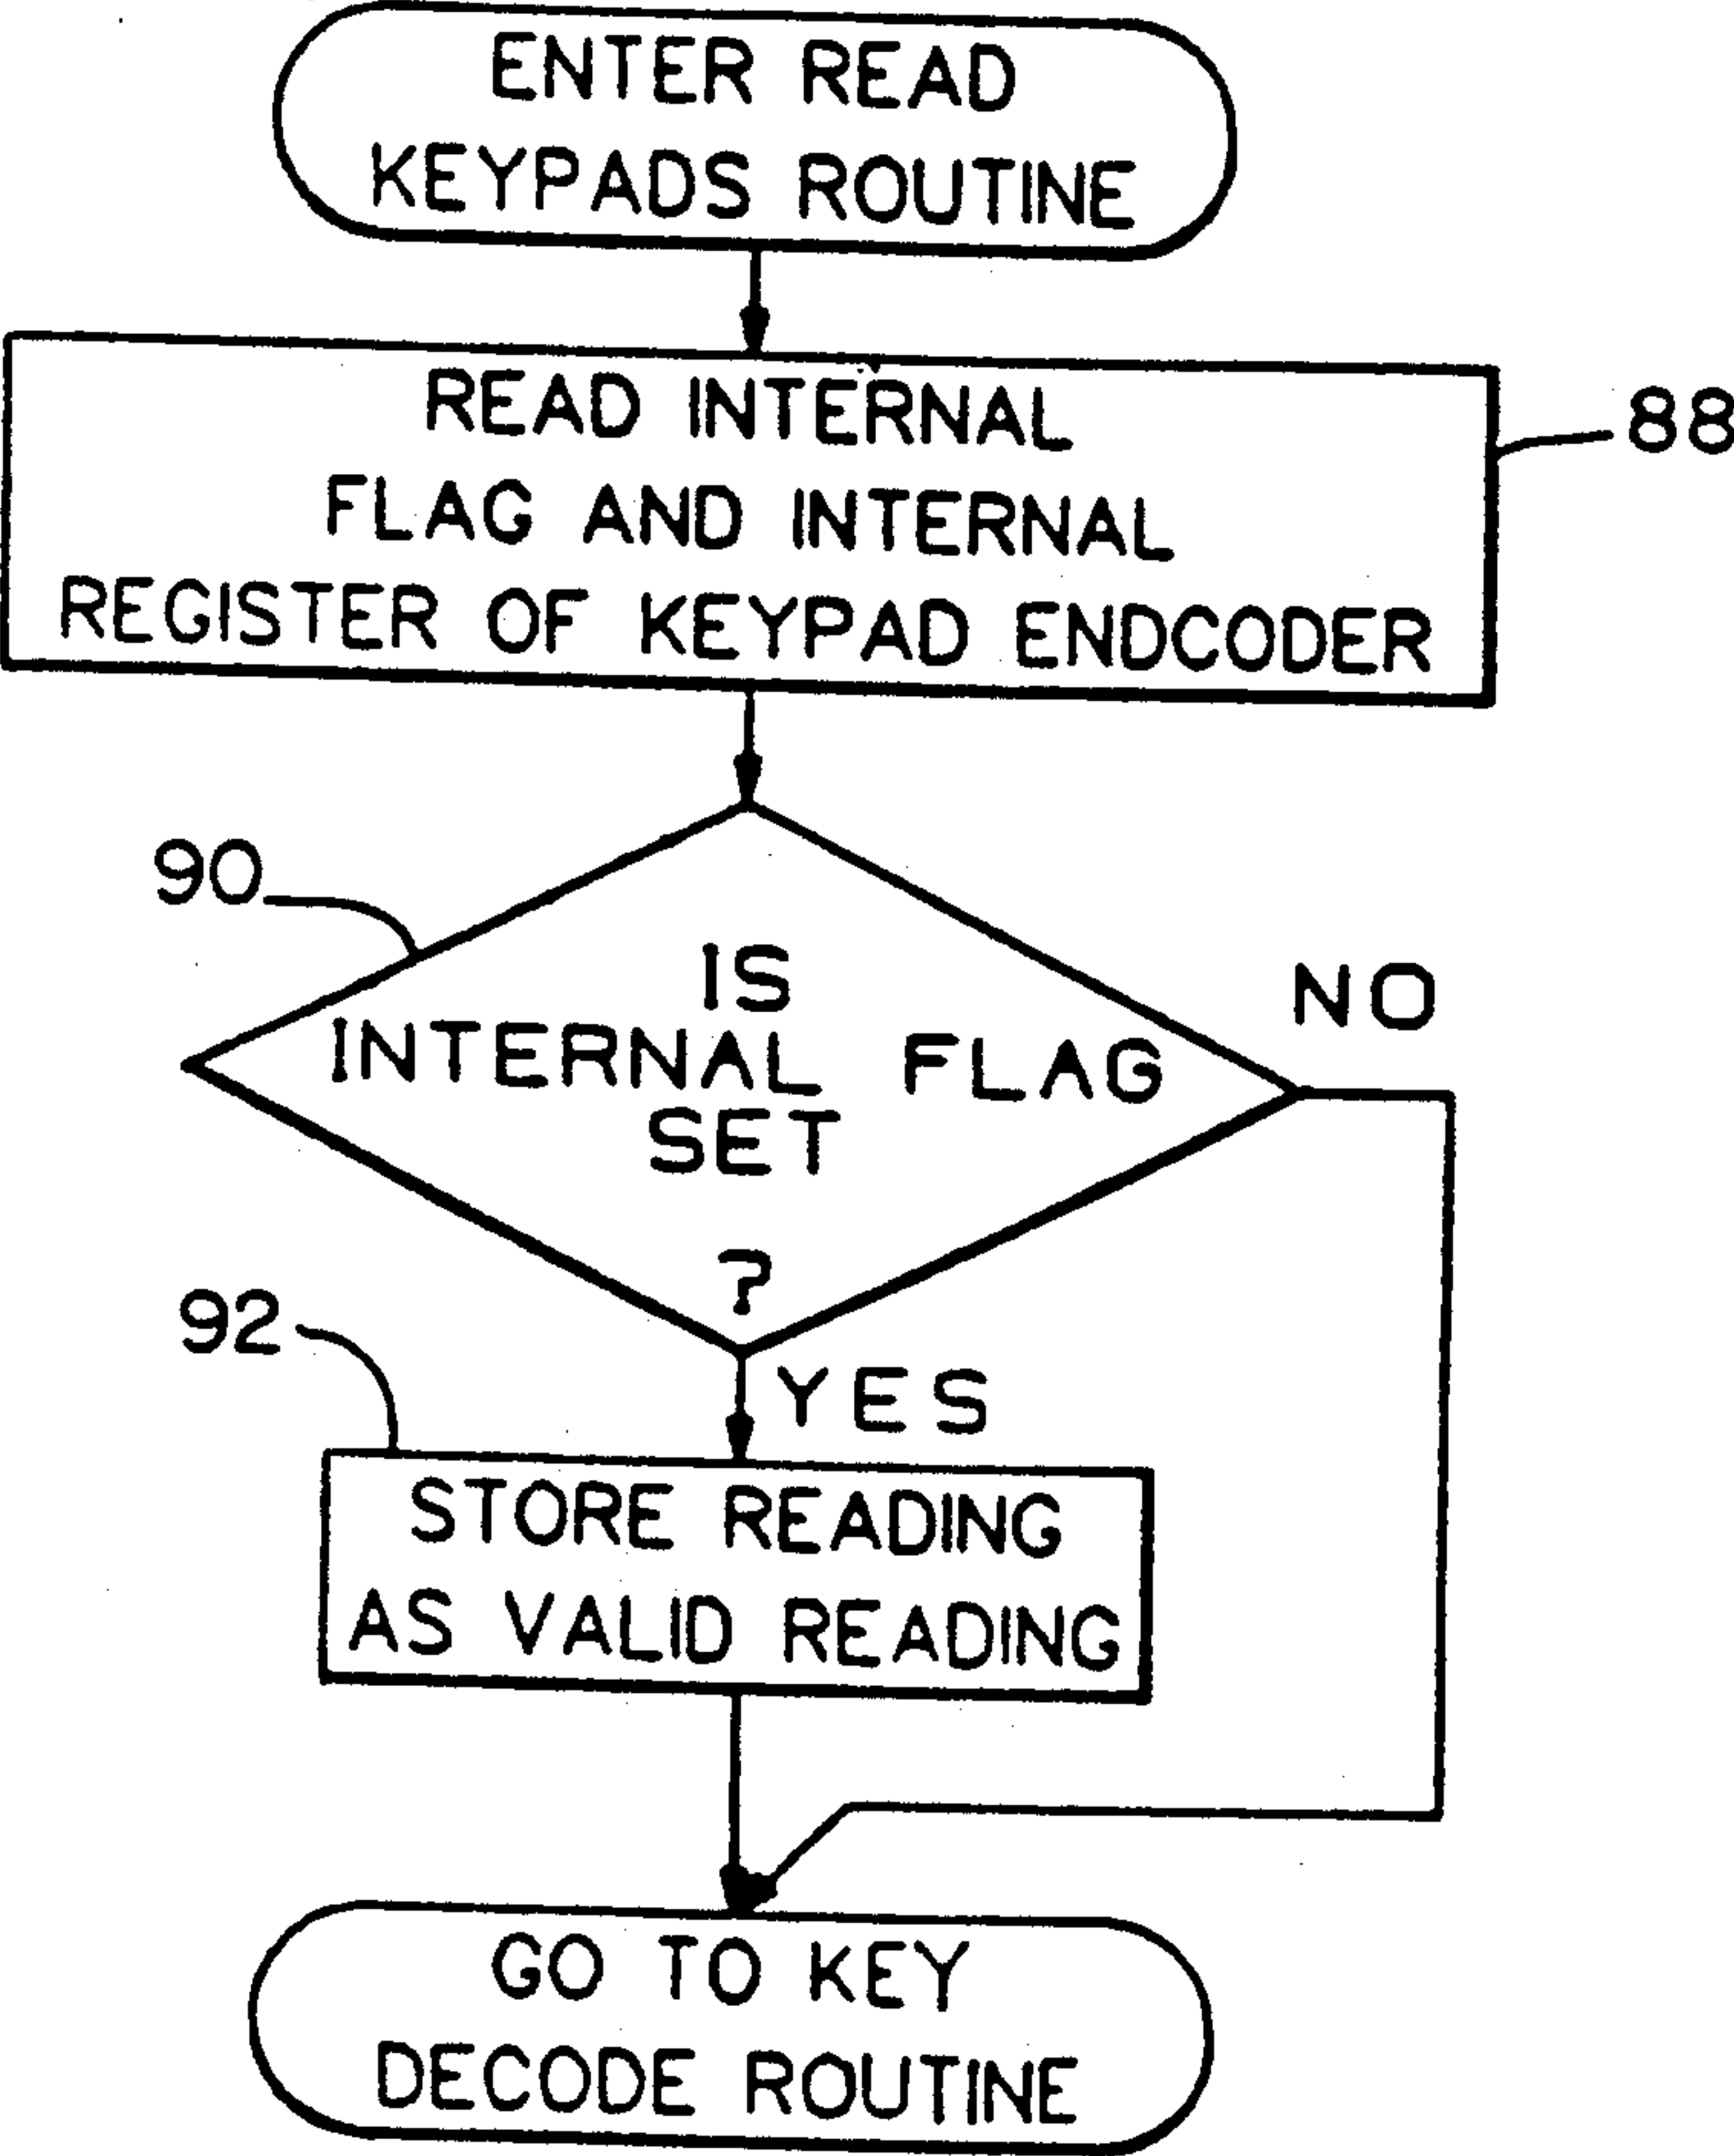 ENTER READ
KEYPADS ROUTINE
READ INTERNAL
88
FLAG AND INTERNAL
REGISTER OF KEYPAD ENDCODER
90
IS
NO
INTERNAL FLAG
SET
?
92
YES
STORE READING
AS VALID READING
GO TO KEY
DECODE ROUTINE